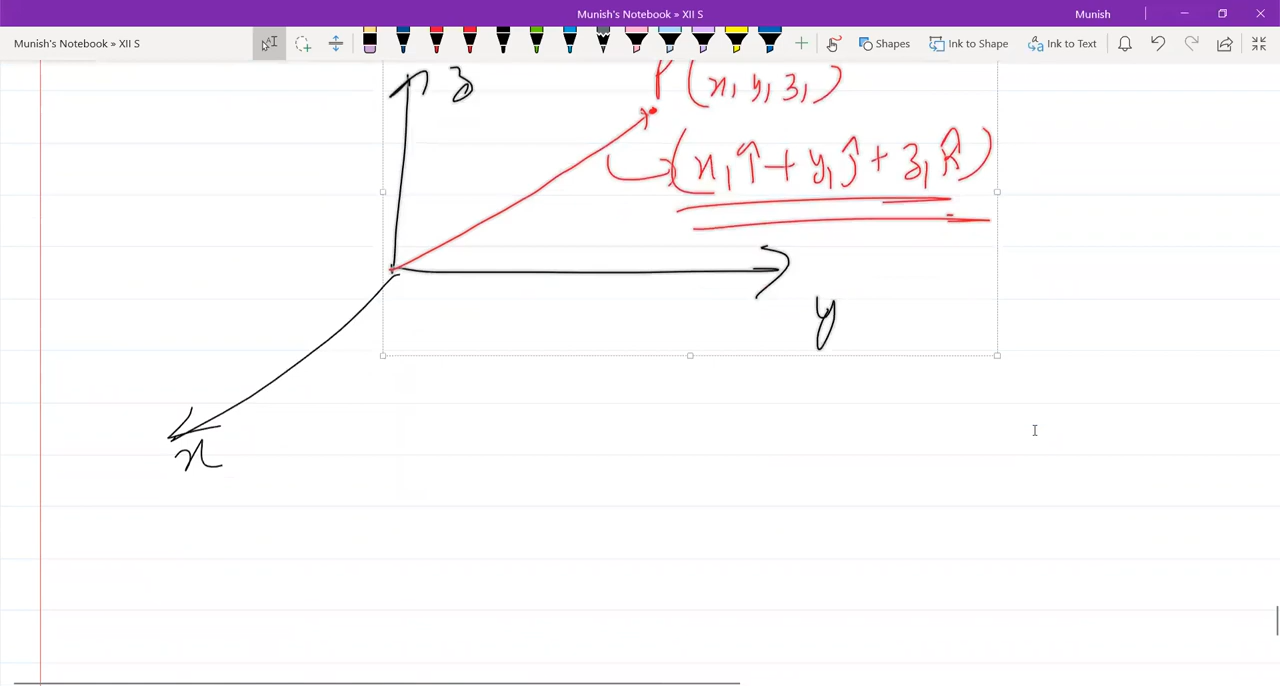 Munish's Notebook » XII S
Munish
Munish's Notebook » XII S
Shapes
Ink to Shape
Ink to Text
z
P(x₁ y₁ z₁)
(x₁î + y₁ĵ + z₁k̂)
y
x